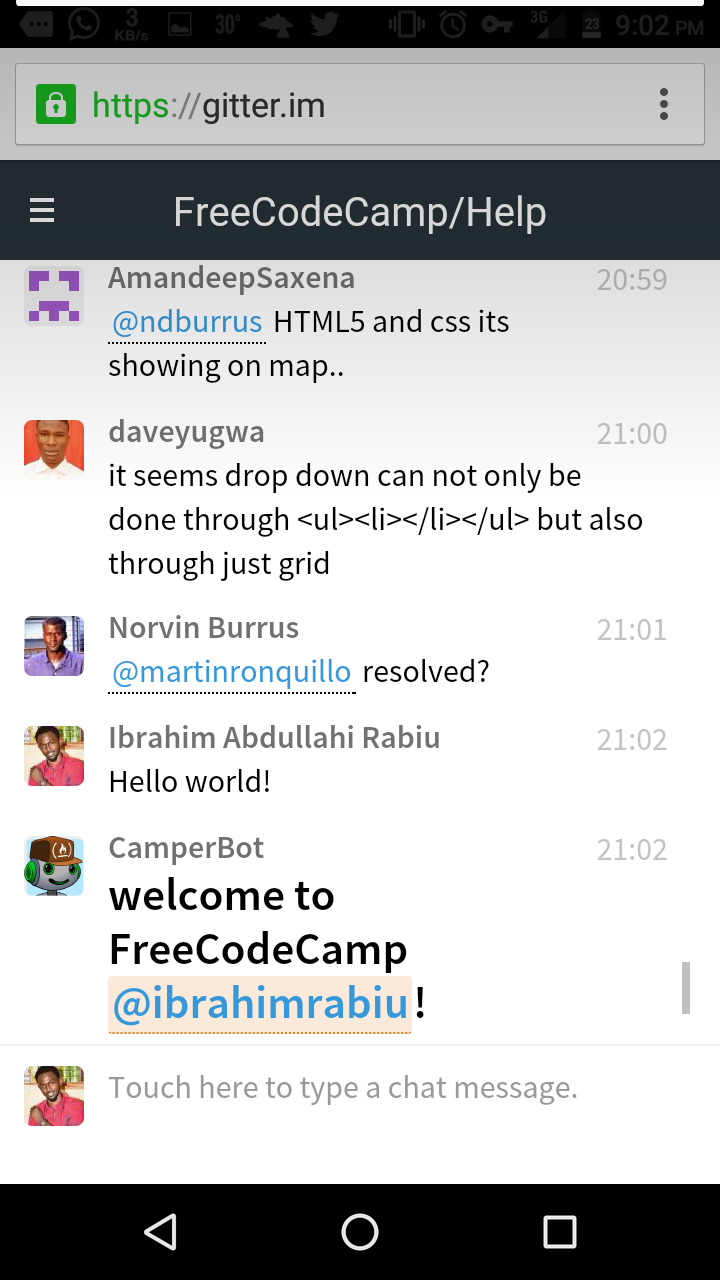 3
KB/s
30°
3G
23
9:02 PM
https://gitter.im
FreeCodeCamp/Help
AmandeepSaxena 20:59
@ndburrus HTML5 and css its
showing on map..
daveyugwa 21:00
it seems drop down can not only be
done through <ul><li></li></ul> but also
through just grid
Norvin Burrus 21:01
@martinronquillo resolved?
Ibrahim Abdullahi Rabiu 21:02
Hello world!
CamperBot 21:02
welcome to
FreeCodeCamp
@ibrahimrabiu!
Touch here to type a chat message.